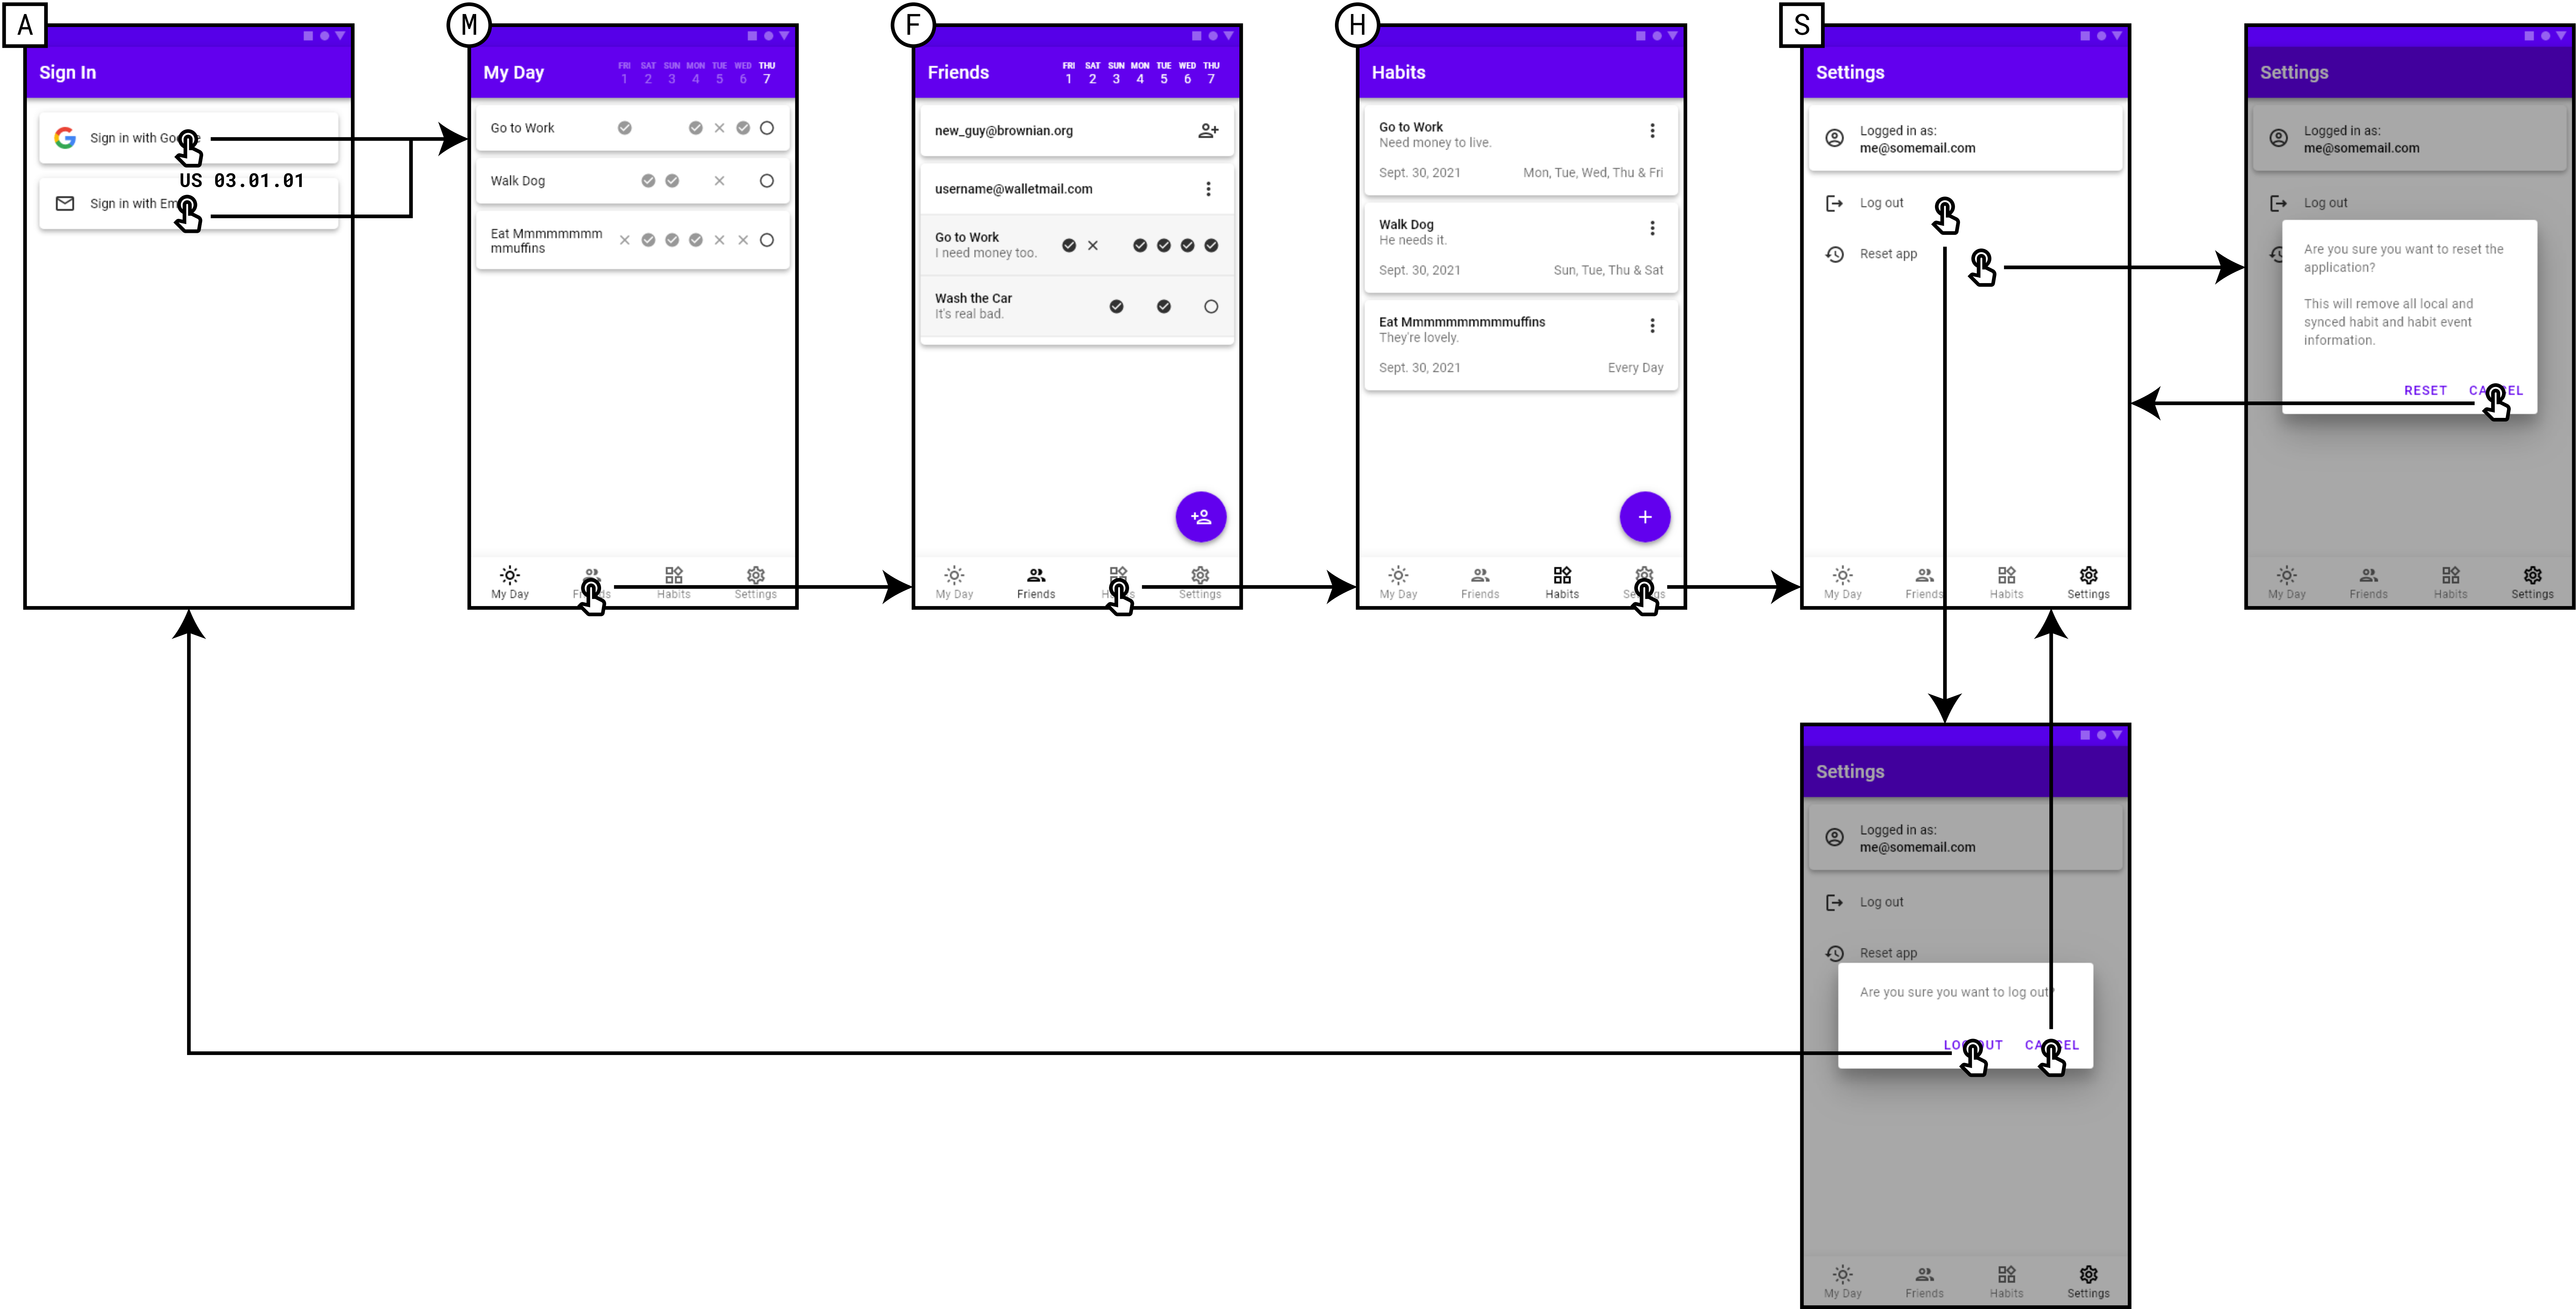 A
Sign In
Sign in with
US 03.01.01
Sign in with
M
My Day
FRI SAT SUN MON TUE WED THU
1 2 3 4 5 6 7
Go to Work
Walk Dog
Eat Mmmmmmmm
mmuffins
My Day
Habits
Settings
F
Friends
FRI SAT SUN MON TUE WED THU
1 2 3 4 5 6 7
new_guy@brownian.org
username@walletmail.com
Go to Work
I need money too.
Wash the Car
It's real bad.
My Day
Friends
Settings
H
Habits
Go to Work
Need money to live.
Sept. 30, 2021
Mon, Tue, Wed, Thu & Fri
Walk Dog
He needs it.
Sept. 30, 2021
Sun, Tue, Thu & Sat
Eat Mmmmmmmmmmuffins
They're lovely.
Sept. 30, 2021
Every Day
My Day
Friends
Habits
S
Settings
Logged in as:
me@somemail.com
Log out
Reset app
My Day
Friends
Habits
Settings
Settings
Logged in as:
me@somemail.com
Log out
Are you sure you want to reset the
application?
This will remove all local and
synced habit and habit event
information.
RESET
My Day
Friends
Habits
Settings
Settings
Logged in as:
me@somemail.com
Log out
Reset app
Are you sure you want to log out?
My Day
Friends
Habits
Settings